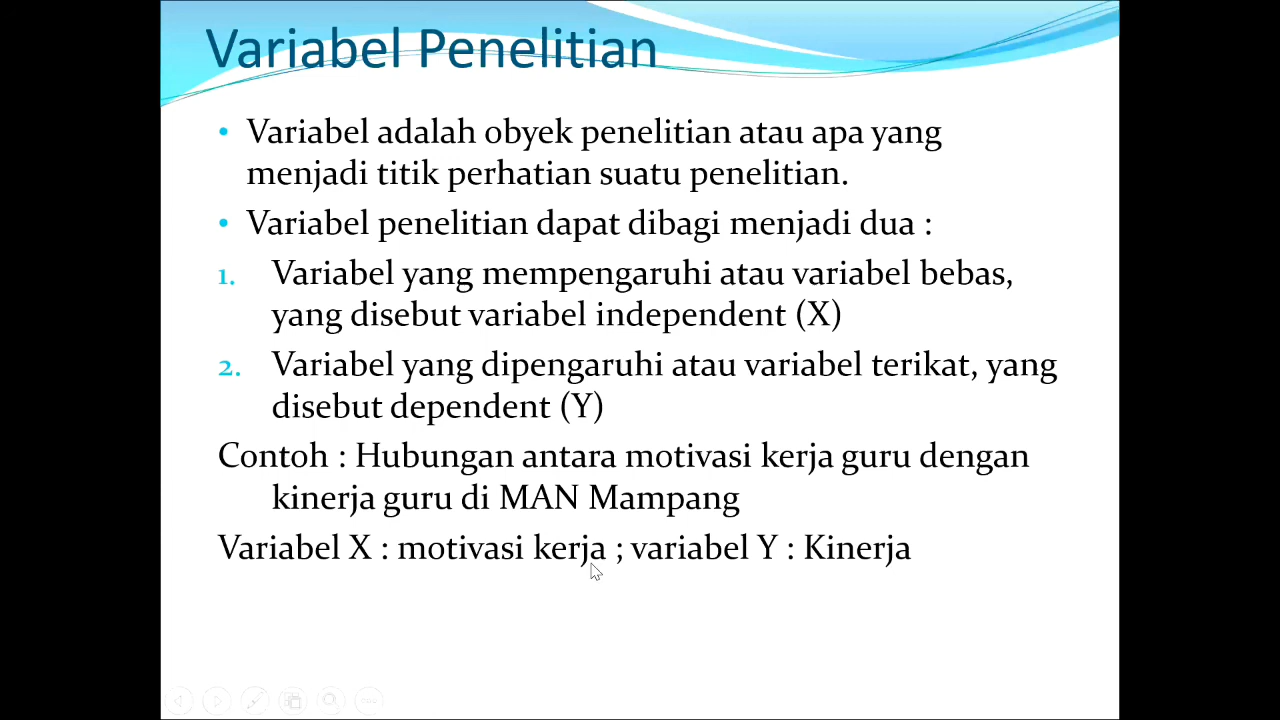 Variabel Penelitian
• Variabel adalah obyek penelitian atau apa yang
menjadi titik perhatian suatu penelitian.
• Variabel penelitian dapat dibagi menjadi dua :
1. Variabel yang mempengaruhi atau variabel bebas,
yang disebut variabel independent (X)
2. Variabel yang dipengaruhi atau variabel terikat, yang
disebut dependent (Y)
Contoh : Hubungan antara motivasi kerja guru dengan
kinerja guru di MAN Mampang
Variabel X : motivasi kerja ; variabel Y : Kinerja